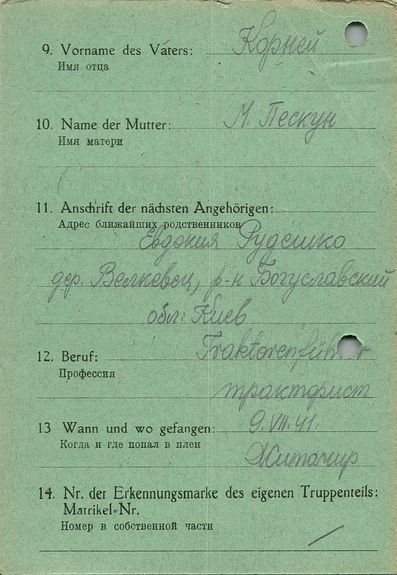 9. Vorname des Vaters: Корней
Имя отца
10. Name der Mutter: М. Пескун
Имя матери
11. Anschrift der nächsten Angehörigen:
Адрес ближайших родственников
Евдокия Руденко
дер. Велкевец, р-н Богуславский
обл. Киев
12. Beruf: Traktorenführer
Профессия
тракторист
13 Wann und wo gefangen: 9.VII.41.
Когда и где попал в плен
Житомир
14. Nr. der Erkennungsmarke des eigenen Truppenteils:
Matrikel-Nr.
Номер в собственной части